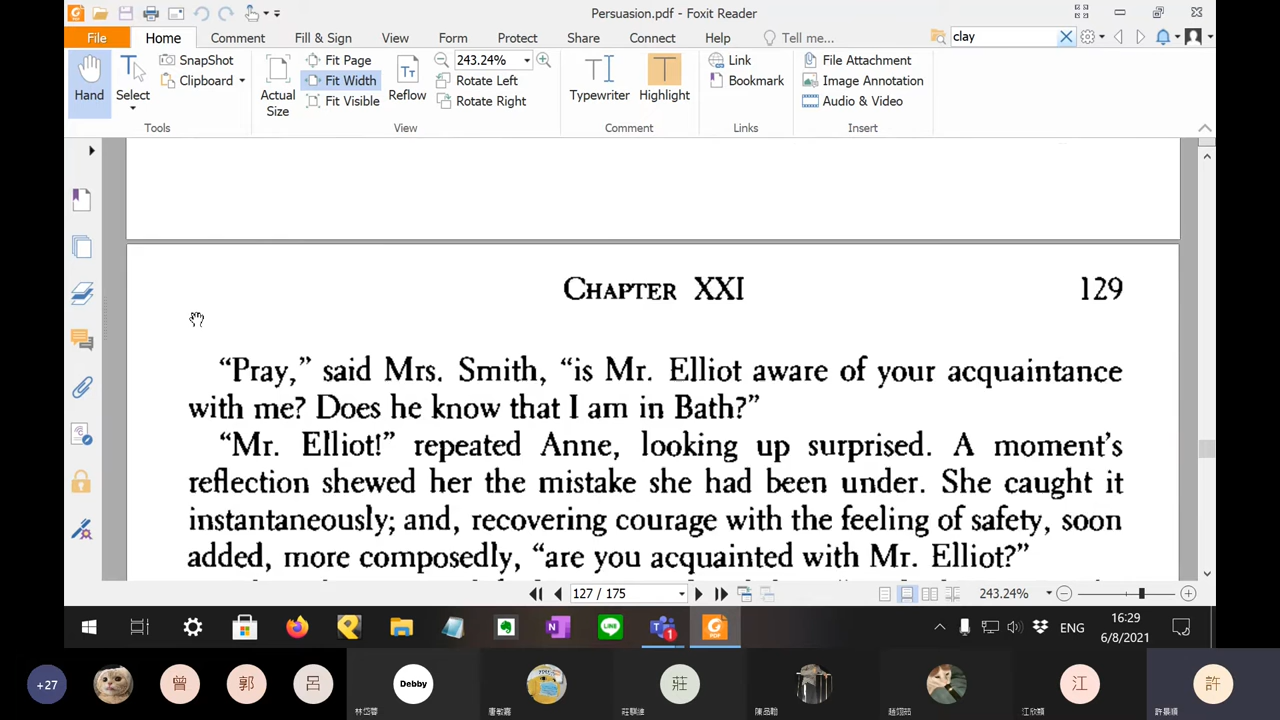 Persuasion.pdf - Foxit Reader
File Home Comment Fill & Sign View Form Protect Share Connect Help Tell me... clay
Hand
Select
SnapShot
Clipboard
Tools
Actual Size
Fit Page
Fit Width
Fit Visible
Reflow
243.24%
Rotate Left
Rotate Right
View
Typewriter
Highlight
Comment
Link
Bookmark
Links
File Attachment
Image Annotation
Audio & Video
Insert
CHAPTER XXI 129
“Pray,” said Mrs. Smith, “is Mr. Elliot aware of your acquaintance
with me? Does he know that I am in Bath?”
“Mr. Elliot!” repeated Anne, looking up surprised. A moment’s
reflection shewed her the mistake she had been under. She caught it
instantaneously; and, recovering courage with the feeling of safety, soon
added, more composedly, “are you acquainted with Mr. Elliot?”
127 / 175 243.24%
ENG
16:29
6/8/2021
+27 曾 郭 呂 Debby 莊 江 許